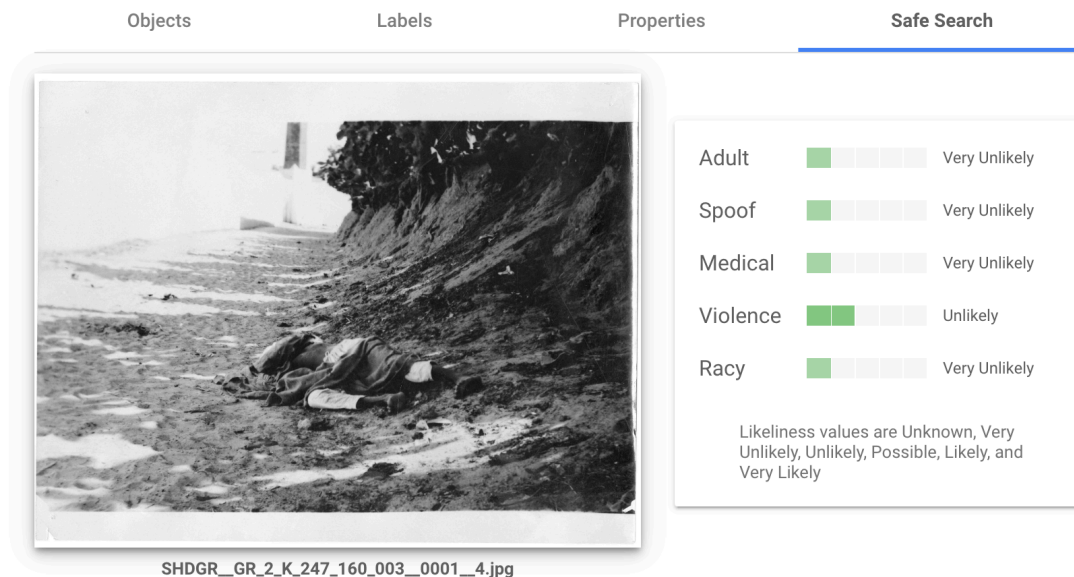 Objects
Labels
Properties
Safe Search
Adult
Very Unlikely
Spoof
Very Unlikely
Medical
Very Unlikely
Violence
Unlikely
Racy
Very Unlikely
Likeliness values are Unknown, Very
Unlikely, Unlikely, Possible, Likely, and
Very Likely
SHDGR__GR_2_K_247_160_003__0001__4.jpg